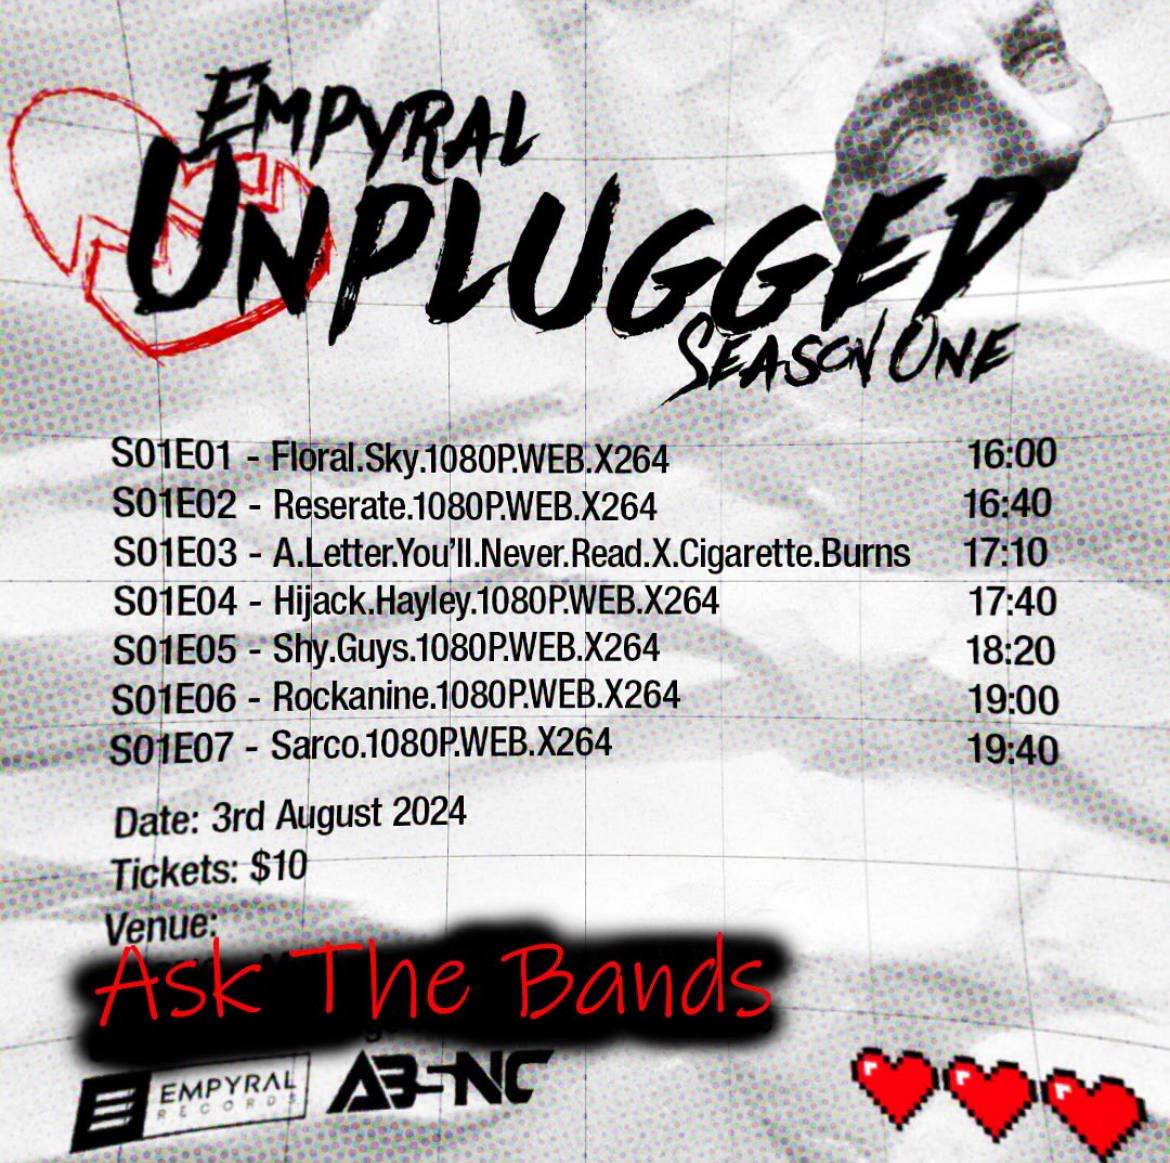 EMPYRAL
UNPLUGGED
SEASON ONE
S01E01 - Floral.Sky.1080P.WEB.X264 16:00
S01E02 - Reserate.1080P.WEB.X264 16:40
S01E03 - A.Letter.You'll.Never.Read.X.Cigarette.Burns 17:10
S01E04 - Hijack.Hayley.1080P.WEB.X264 17:40
S01E05 - Shy.Guys.1080P.WEB.X264 18:20
S01E06 - Rockanine.1080P.WEB.X264 19:00
S01E07 - Sarco.1080P.WEB.X264 19:40
Date: 3rd August 2024
Tickets: $10
Venue:
Ask The Bands
EMPYRAL
RECORDS